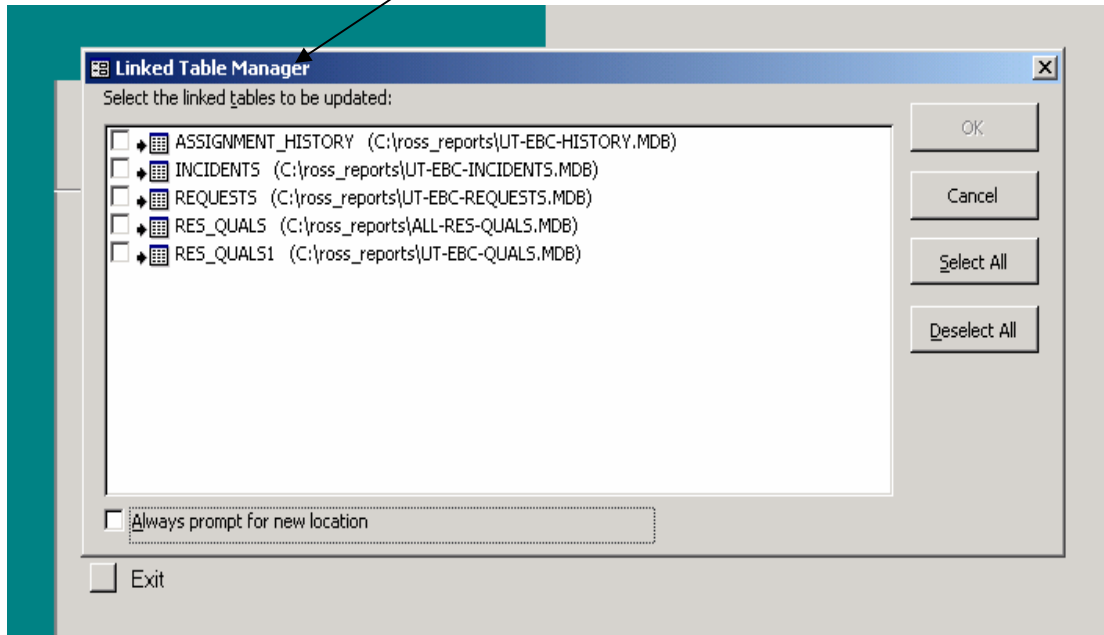 Linked Table Manager
Select the linked tables to be updated:
ASSIGNMENT_HISTORY (C:\ross_reports\UT-EBC-HISTORY.MDB)
INCIDENTS (C:\ross_reports\UT-EBC-INCIDENTS.MDB)
REQUESTS (C:\ross_reports\UT-EBC-REQUESTS.MDB)
RES_QUALS (C:\ross_reports\ALL-RES-QUALS.MDB)
RES_QUALS1 (C:\ross_reports\UT-EBC-QUALS.MDB)
OK
Cancel
Select All
Deselect All
Always prompt for new location
Exit